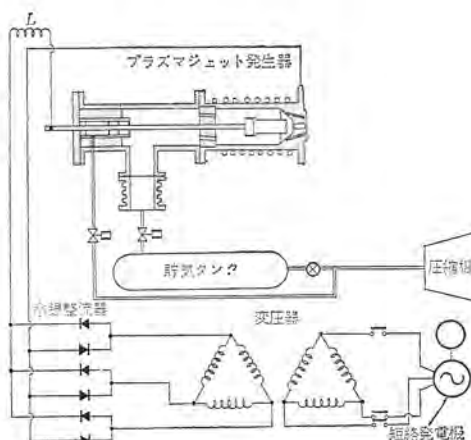 L
プラズマジェット発生器
貯気タンク
圧縮機
水銀整流器
変圧器
短絡発電機